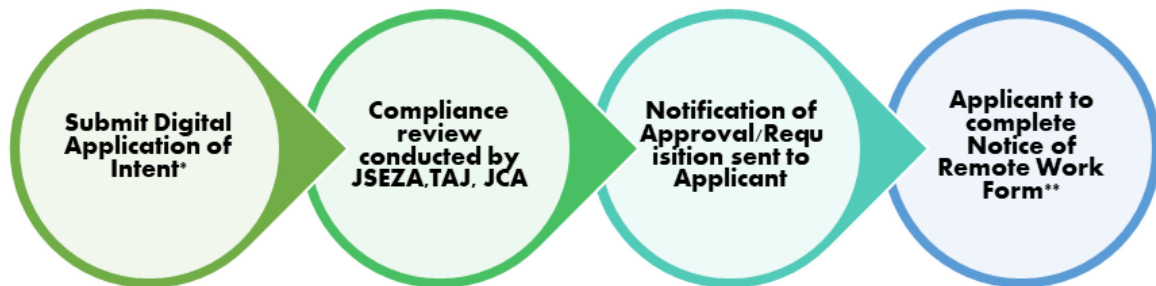 Submit Digital
Application of
Intent*
Compliance
review
conducted by
JSEZA,TAJ, JCA
Notification of
Approval/Requ
isition sent to
Applicant
Applicant to
complete
Notice of
Remote Work
Form**